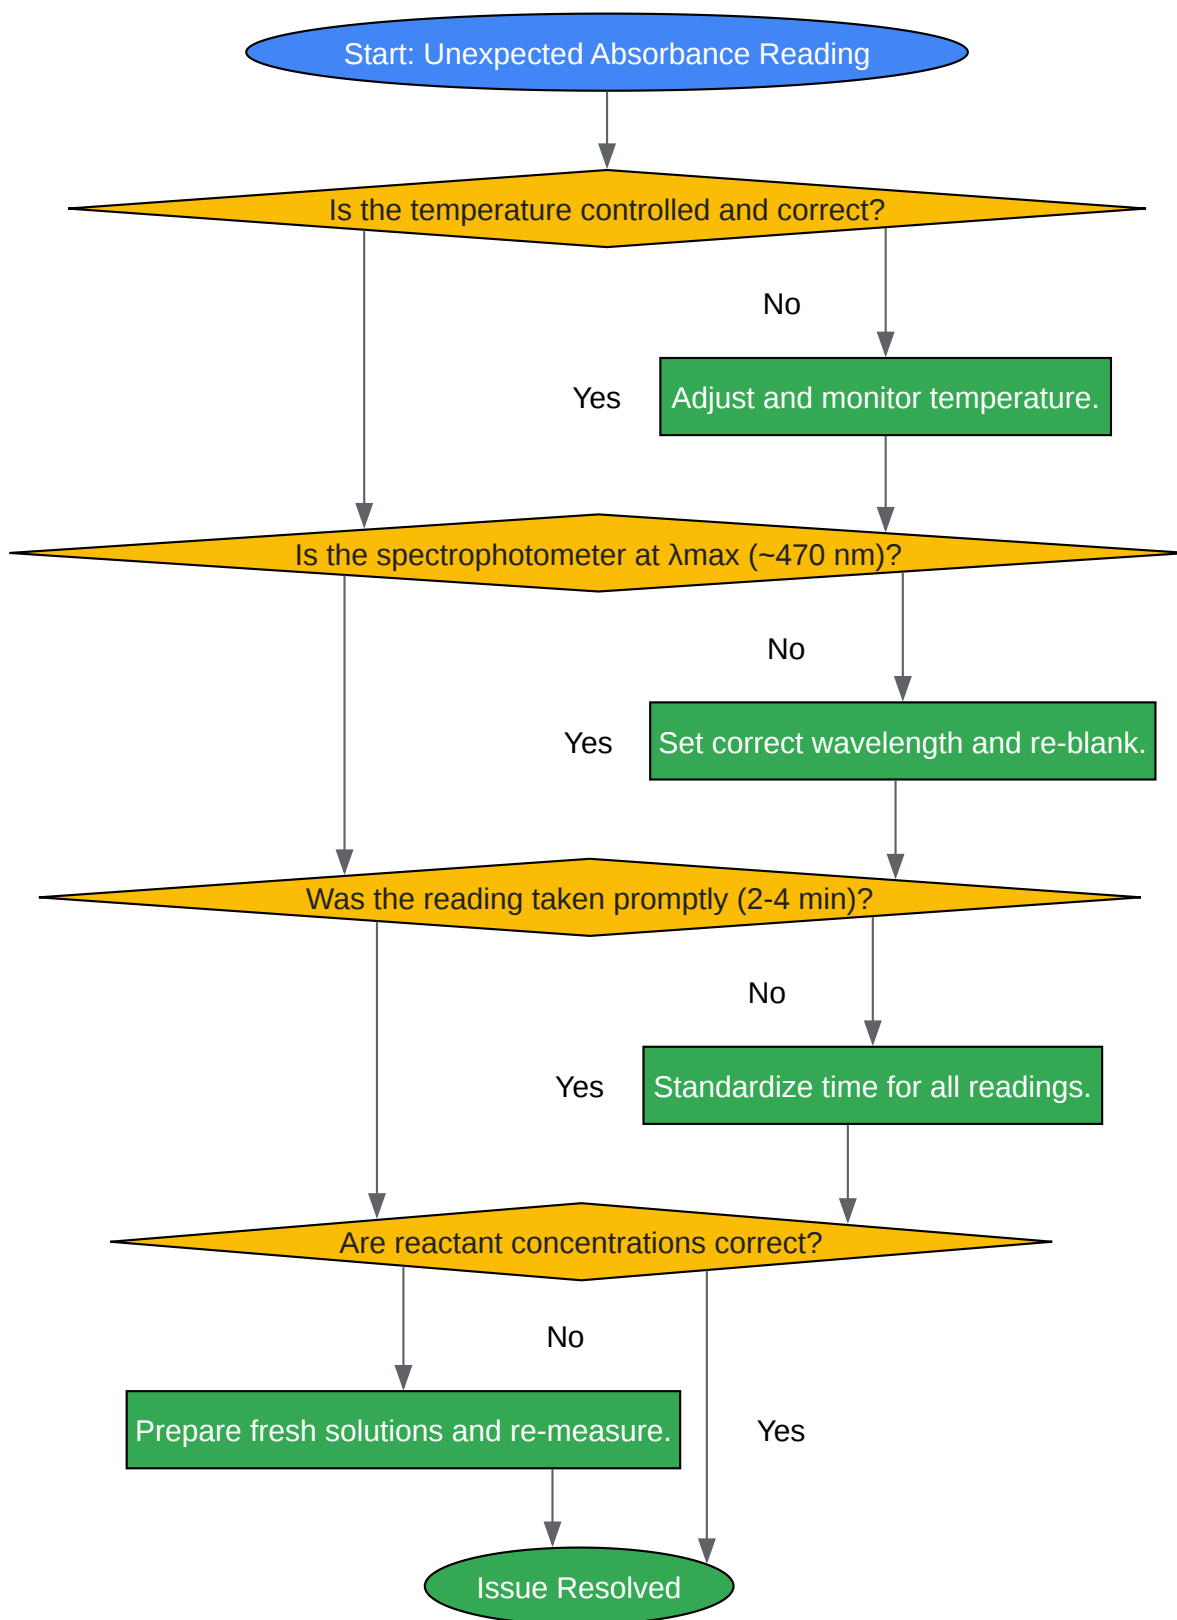 Start: Unexpected Absorbance Reading
Is the temperature controlled and correct?
No
Yes
Adjust and monitor temperature.
Is the spectrophotometer at λmax (~470 nm)?
No
Yes
Set correct wavelength and re-blank.
Was the reading taken promptly (2-4 min)?
No
Yes
Standardize time for all readings.
Are reactant concentrations correct?
No
Prepare fresh solutions and re-measure.
Yes
Issue Resolved